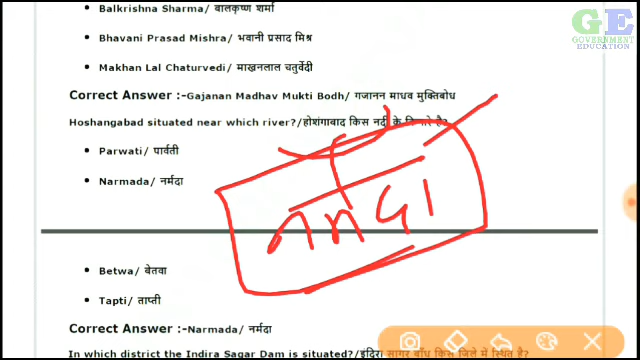 Balkrishna Sharma/ बालकृष्ण शर्मा
GE
GOVERNMENT
EDUCATION
Bhavani Prasad Mishra/ भवानी प्रसाद मिश्र
Makhan Lal Chaturvedi/ माखनलाल चतुर्वेदी
Correct Answer :-Gajanan Madhav Mukti Bodh/ गजानन माधव मुक्तिबोध
Hoshangabad situated near which river?/होशंगाबाद किस नदी के किनारे है?
Parwati/ पार्वती
Narmada/ नर्मदा
नर्मदा
Betwa/ बेतवा
Tapti/ ताप्ती
Correct Answer :-Narmada/ नर्मदा
In which district the Indira Sagar Dam is situated?/इंदिरा सागर बाँध किस जिले में स्थित है?